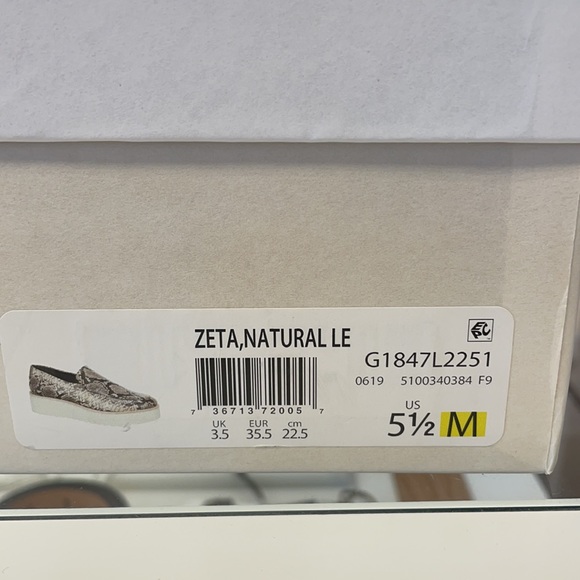 ZETA,NATURAL LE
G1847L2251
0619 5100340384 F9
7 36713 72005 7
UK EUR cm
3.5 35.5 22.5
US
5½ M